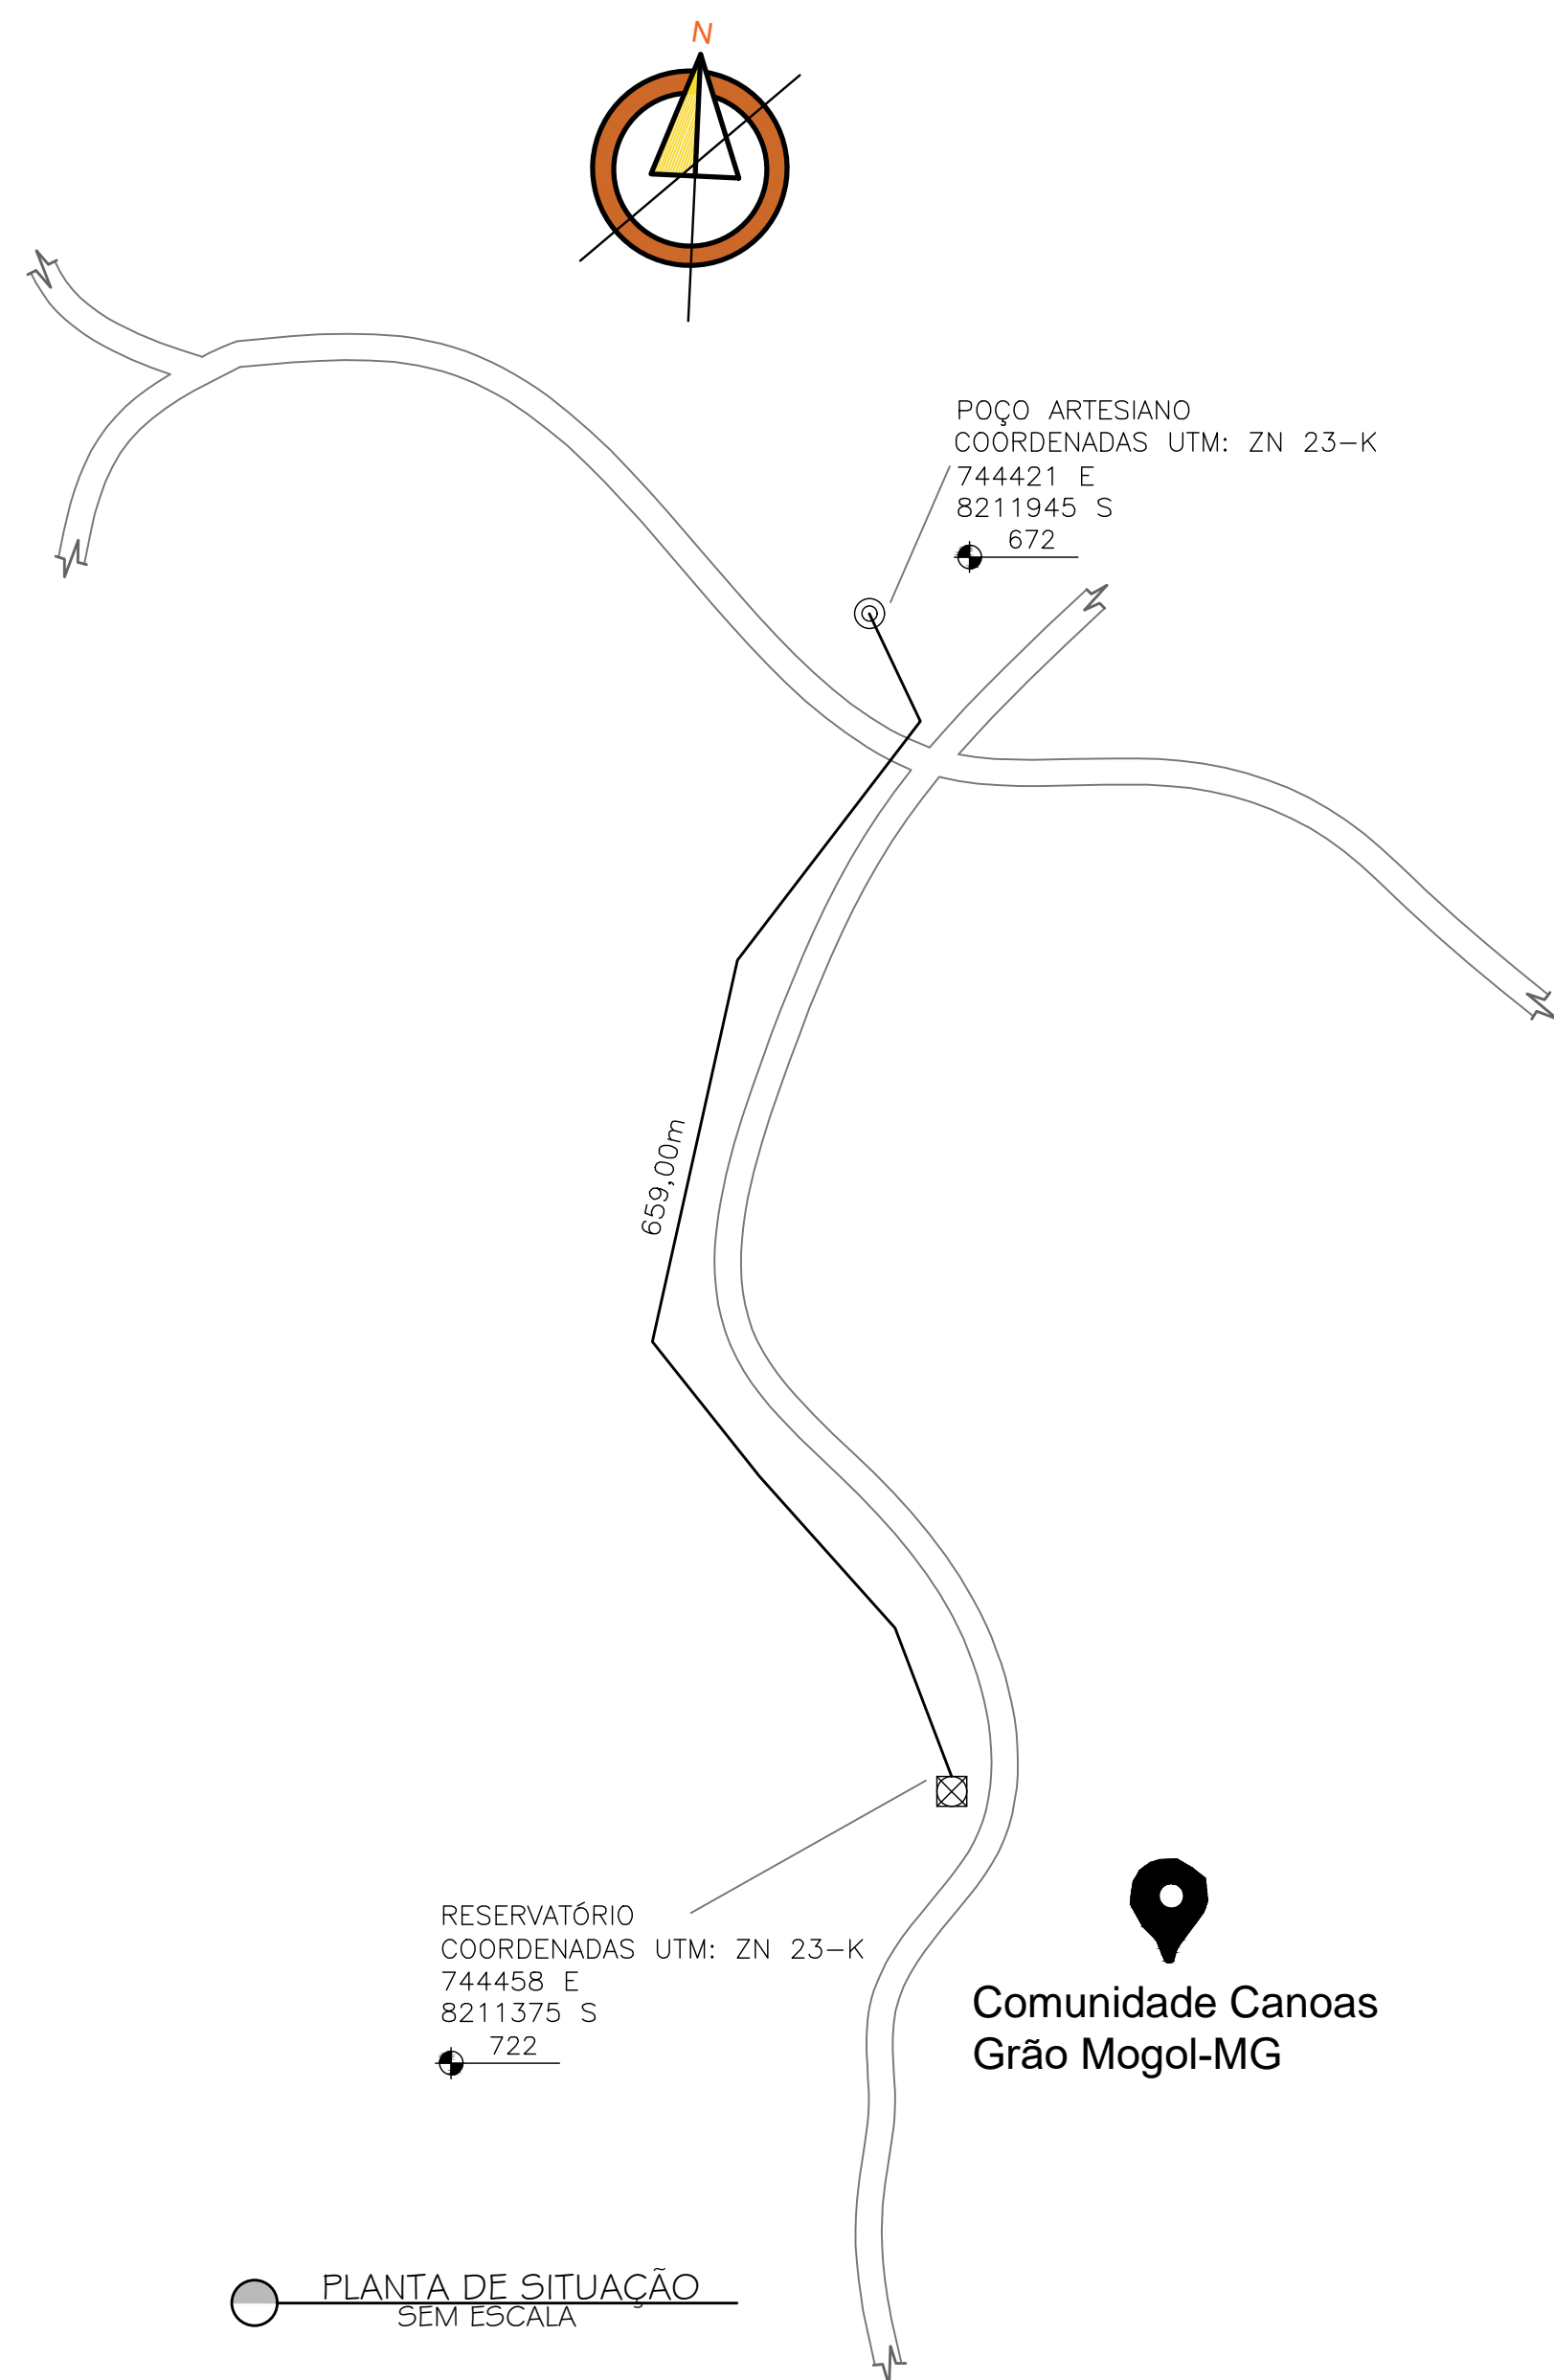 N
POÇO ARTESIANO
COORDENADAS UTM: ZN 23-K
744421 E
8211945 S
672
659,00m
RESERVATÓRIO
COORDENADAS UTM: ZN 23-K
744458 E
8211375 S
722
Comunidade Canoas
Grão Mogol-MG
PLANTA DE SITUAÇÃO
SEM ESCALA